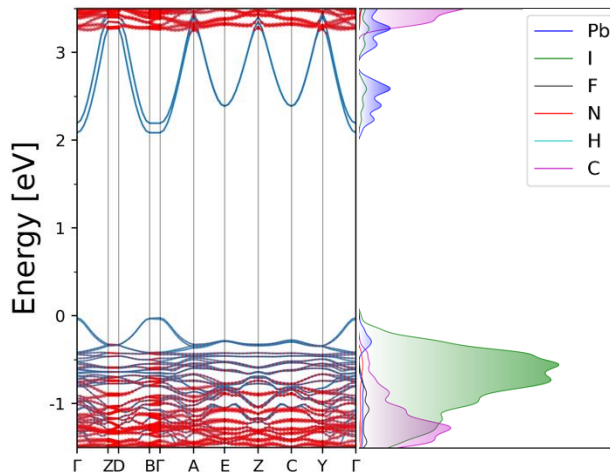 Energy [eV]
3
2
1
0
-1
Γ ZD BΓ A E Z C Y Γ
Pb
I
F
N
H
C